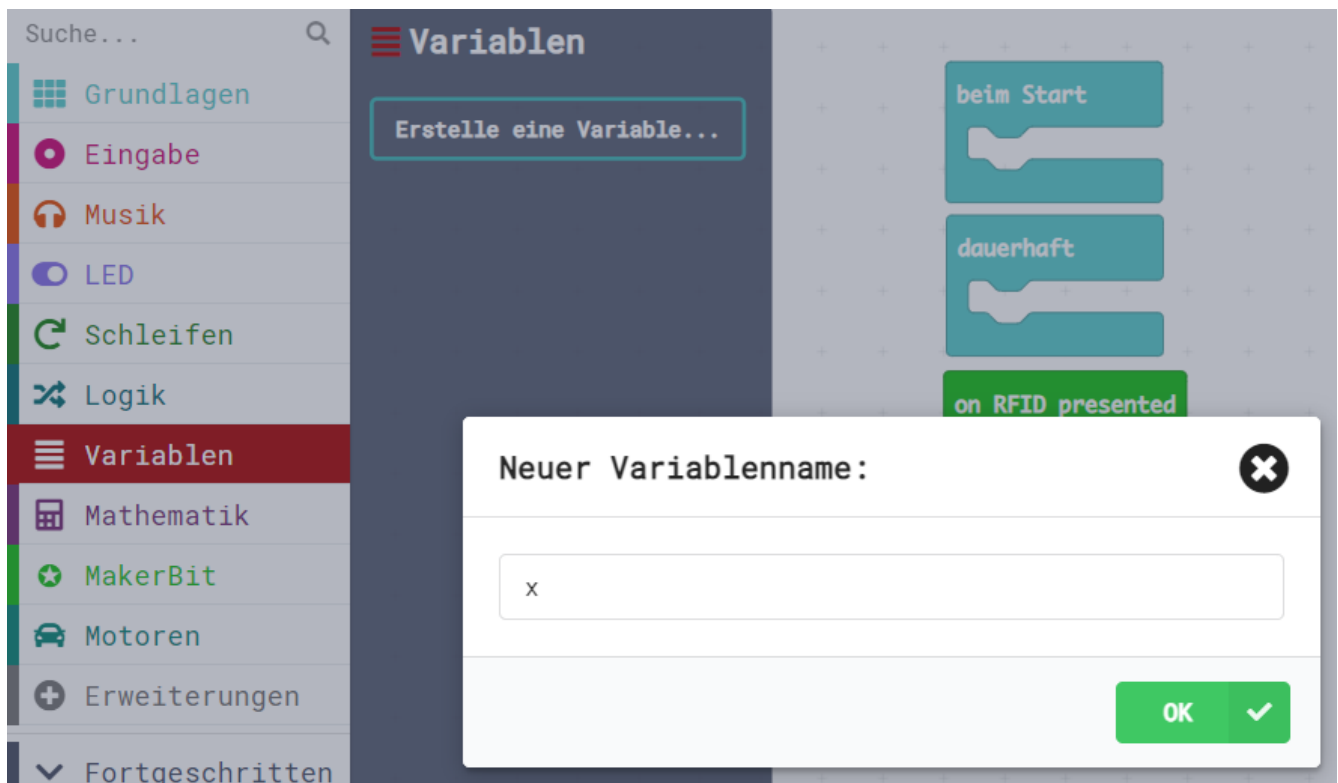 Suche...
Grundlagen
Eingabe
Musik
LED
Schleifen
Logik
Variablen
Mathematik
MakerBit
Motoren
Erweiterungen
Fortgeschritten
Variablen
Erstelle eine Variable...
beim Start
dauerhaft
on RFID presented
Neuer Variablenname:
x
OK